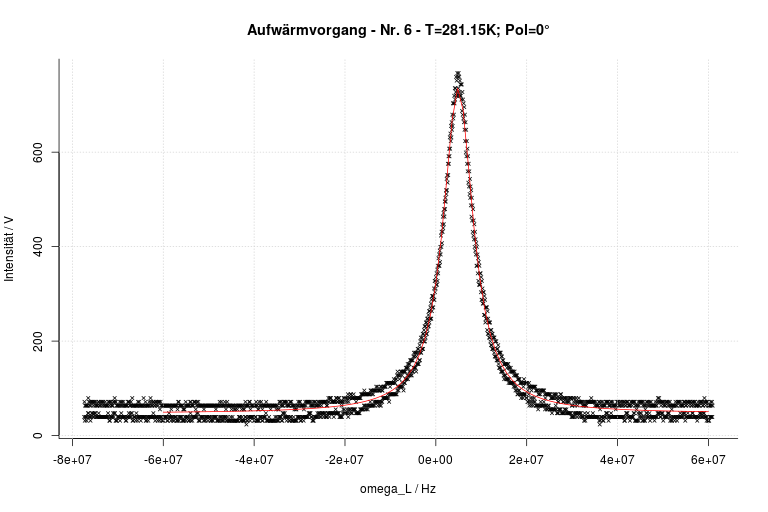 Aufwärmvorgang - Nr. 6 - T=281.15K; Pol=0°
Intensität / V
600
400
200
0
-8e+07 -6e+07 -4e+07 -2e+07 0e+00 2e+07 4e+07 6e+07
omega_L / Hz